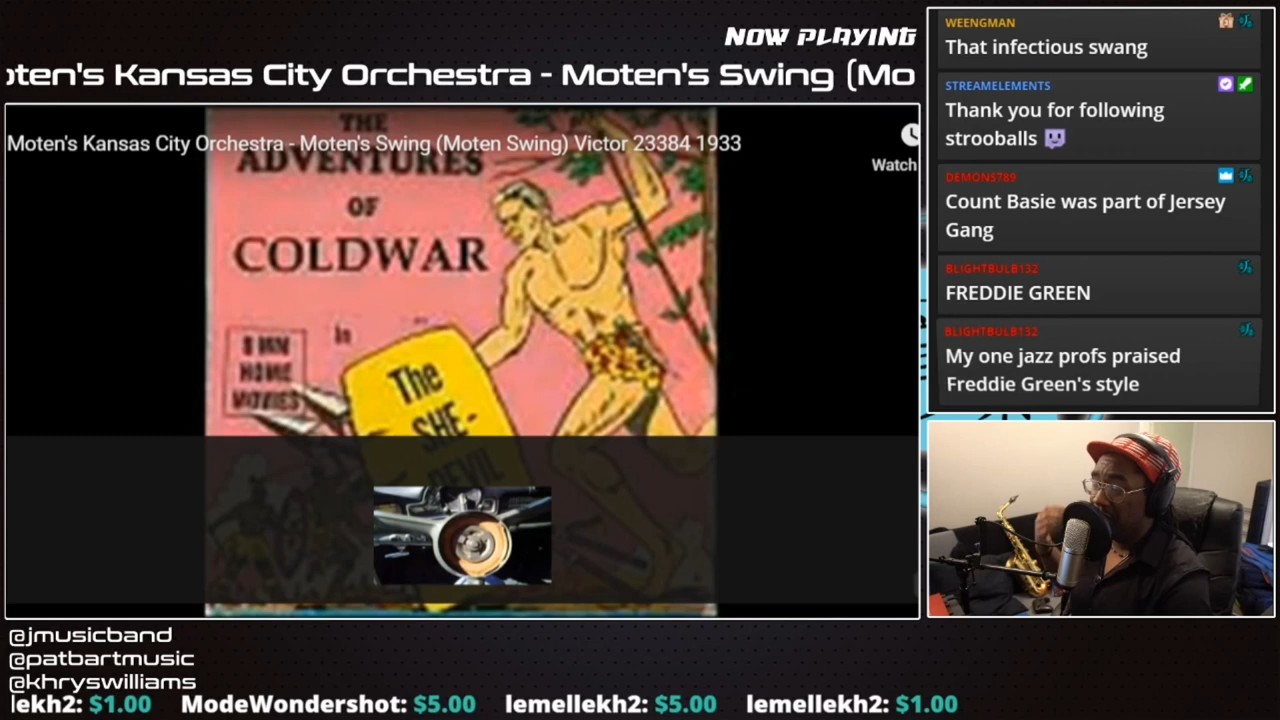 NOW PLAYING
oten's Kansas City Orchestra - Moten's Swing (Mo
Moten's Kansas City Orchestra - Moten's Swing (Moten Swing) Victor 23384 1933
Watch
THE
ADVENTURES
OF
COLDWAR
In
8 MM
HOME
MOVIES
The
SHE-
DEVIL
WEENGMAN
That infectious swang
STREAMELEMENTS
Thank you for following
strooballs
DEMONS789
Count Basie was part of Jersey
Gang
BLIGHTBULB132
FREDDIE GREEN
BLIGHTBULB132
My one jazz profs praised
Freddie Green's style
@jmusicband
@patbartmusic
@khryswilliams
lekh2: $1.00 ModeWondershot: $5.00 lemellekh2: $5.00 lemellekh2: $1.00